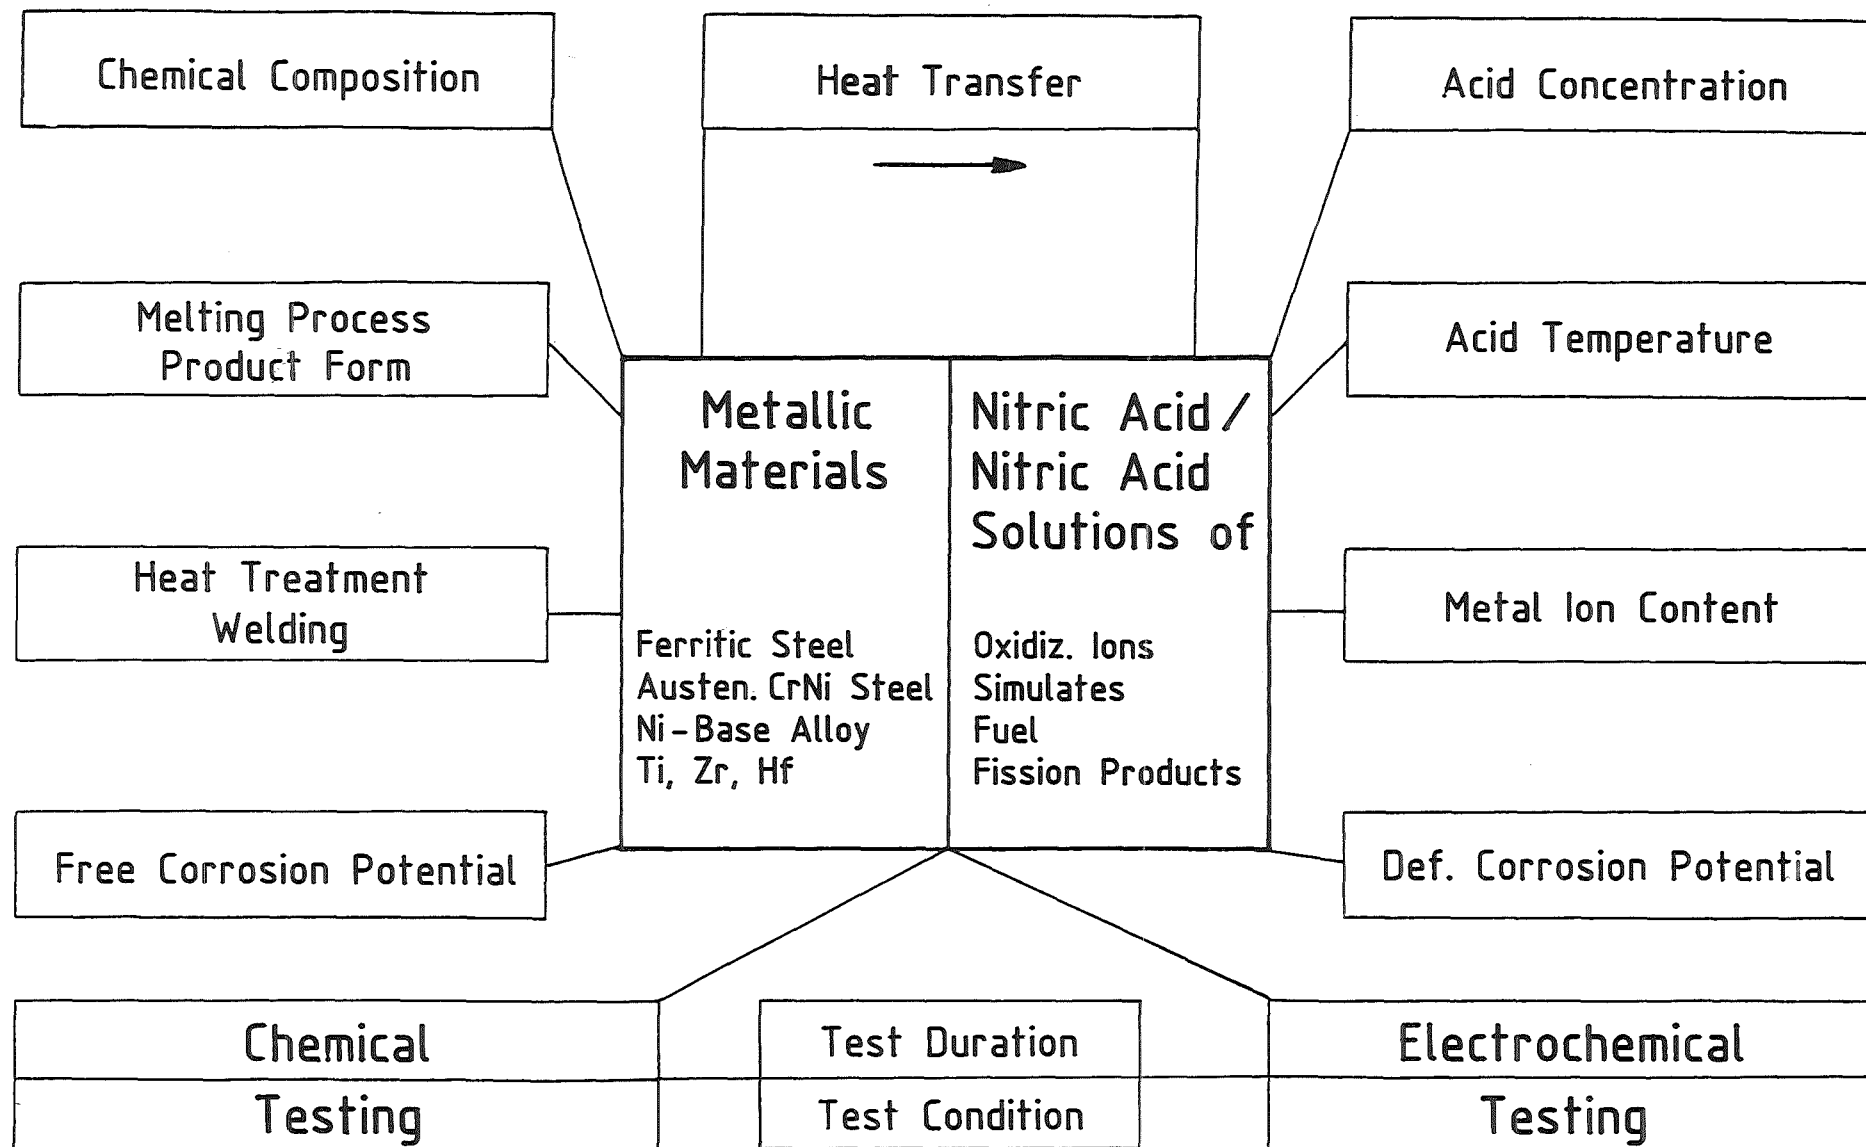 Chemical Composition
Heat Transfer
Acid Concentration
Melting Process
Product Form
Acid Temperature
Metallic
Materials
Nitric Acid /
Nitric Acid
Solutions of
Heat Treatment
Welding
Metal Ion Content
Ferritic Steel
Austen. CrNi Steel
Ni-Base Alloy
Ti, Zr, Hf
Oxidiz. Ions
Simulates
Fuel
Fission Products
Free Corrosion Potential
Def. Corrosion Potential
Chemical
Testing
Test Duration
Test Condition
Electrochemical
Testing